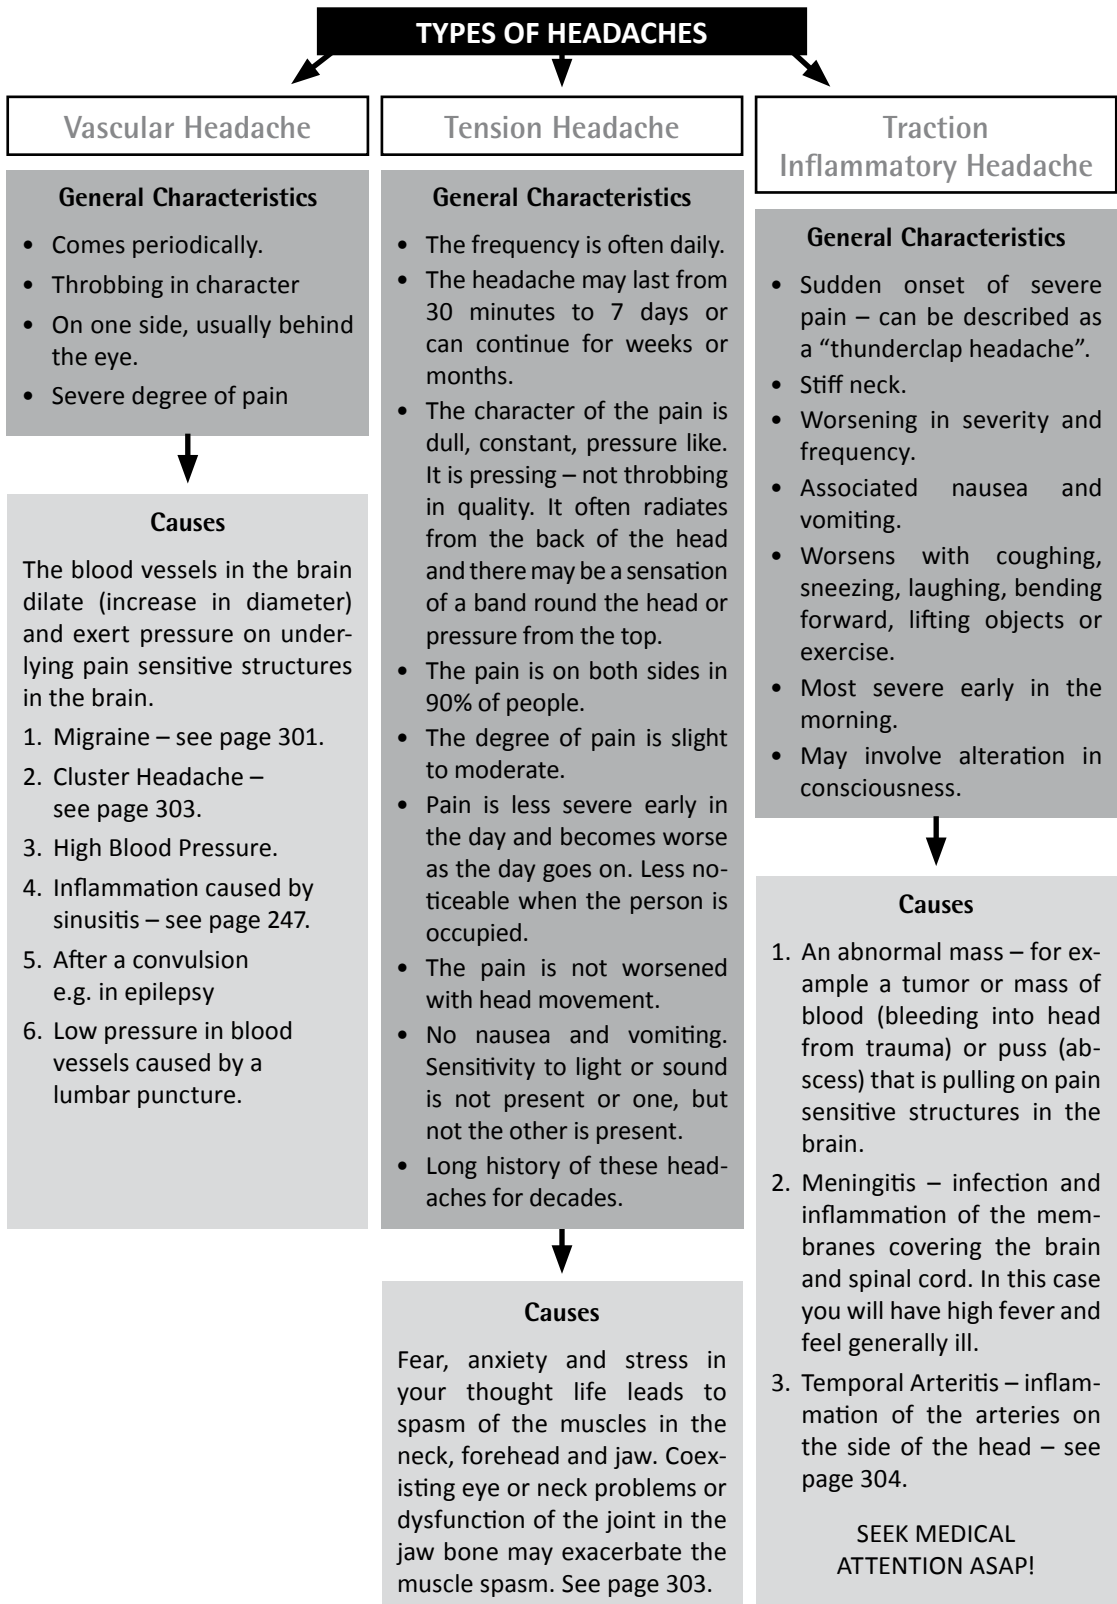 TYPES OF HEADACHES
Vascular Headache
General Characteristics
• Comes periodically.
• Throbbing in character
• On one side, usually behind
the eye.
• Severe degree of pain
Causes
The blood vessels in the brain
dilate (increase in diameter)
and exert pressure on under-
lying pain sensitive structures
in the brain.
1. Migraine – see page 301.
2. Cluster Headache –
see page 303.
3. High Blood Pressure.
4. Inflammation caused by
sinusitis – see page 247.
5. After a convulsion
e.g. in epilepsy
6. Low pressure in blood
vessels caused by a
lumbar puncture.
Tension Headache
General Characteristics
• The frequency is often daily.
• The headache may last from
30 minutes to 7 days or
can continue for weeks or
months.
• The character of the pain is
dull, constant, pressure like.
It is pressing – not throbbing
in quality. It often radiates
from the back of the head
and there may be a sensation
of a band round the head or
pressure from the top.
• The pain is on both sides in
90% of people.
• The degree of pain is slight
to moderate.
• Pain is less severe early in
the day and becomes worse
as the day goes on. Less no-
ticeable when the person is
occupied.
• The pain is not worsened
with head movement.
• No nausea and vomiting.
Sensitivity to light or sound
is not present or one, but
not the other is present.
• Long history of these head-
aches for decades.
Causes
Fear, anxiety and stress in
your thought life leads to
spasm of the muscles in the
neck, forehead and jaw. Coex-
isting eye or neck problems or
dysfunction of the joint in the
jaw bone may exacerbate the
muscle spasm. See page 303.
Traction
Inflammatory Headache
General Characteristics
• Sudden onset of severe
pain – can be described as
a “thunderclap headache”.
• Stiff neck.
• Worsening in severity and
frequency.
• Associated nausea and
vomiting.
• Worsens with coughing,
sneezing, laughing, bending
forward, lifting objects or
exercise.
• Most severe early in the
morning.
• May involve alteration in
consciousness.
Causes
1. An abnormal mass – for ex-
ample a tumor or mass of
blood (bleeding into head
from trauma) or puss (ab-
scess) that is pulling on pain
sensitive structures in the
brain.
2. Meningitis – infection and
inflammation of the mem-
branes covering the brain
and spinal cord. In this case
you will have high fever and
feel generally ill.
3. Temporal Arteritis – inflam-
mation of the arteries on
the side of the head – see
page 304.
SEEK MEDICAL
ATTENTION ASAP!